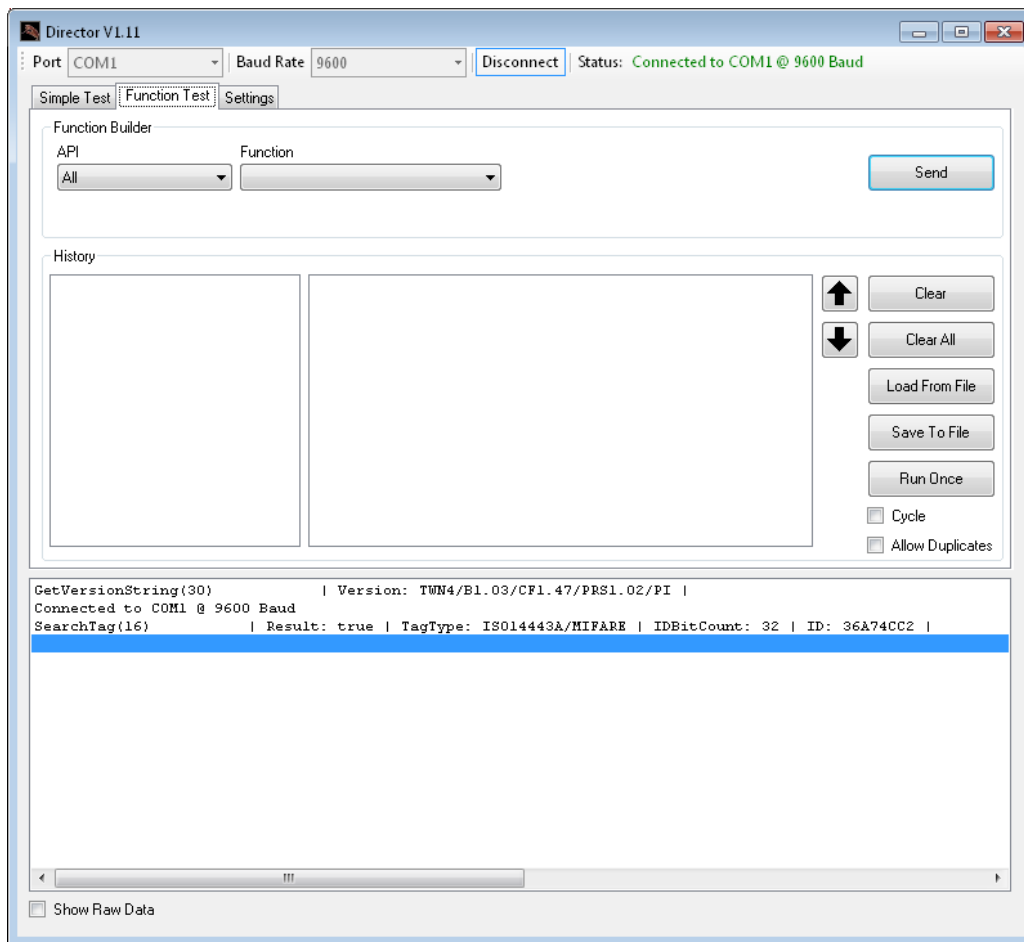 Director V1.11
Port COM1 Baud Rate 9600 Disconnect Status: Connected to COM1 @ 9600 Baud
Simple Test Function Test Settings
Function Builder
API Function
All
Send
History
Clear
Clear All
Load From File
Save To File
Run Once
Cycle
Allow Duplicates
GetVersionString(30) | Version: TWN4/B1.03/CF1.47/PRS1.02/PI |
Connected to COM1 @ 9600 Baud
SearchTag(16) | Result: true | TagType: ISO14443A/MIFARE | IDBitCount: 32 | ID: 36A74CC2 |
Show Raw Data